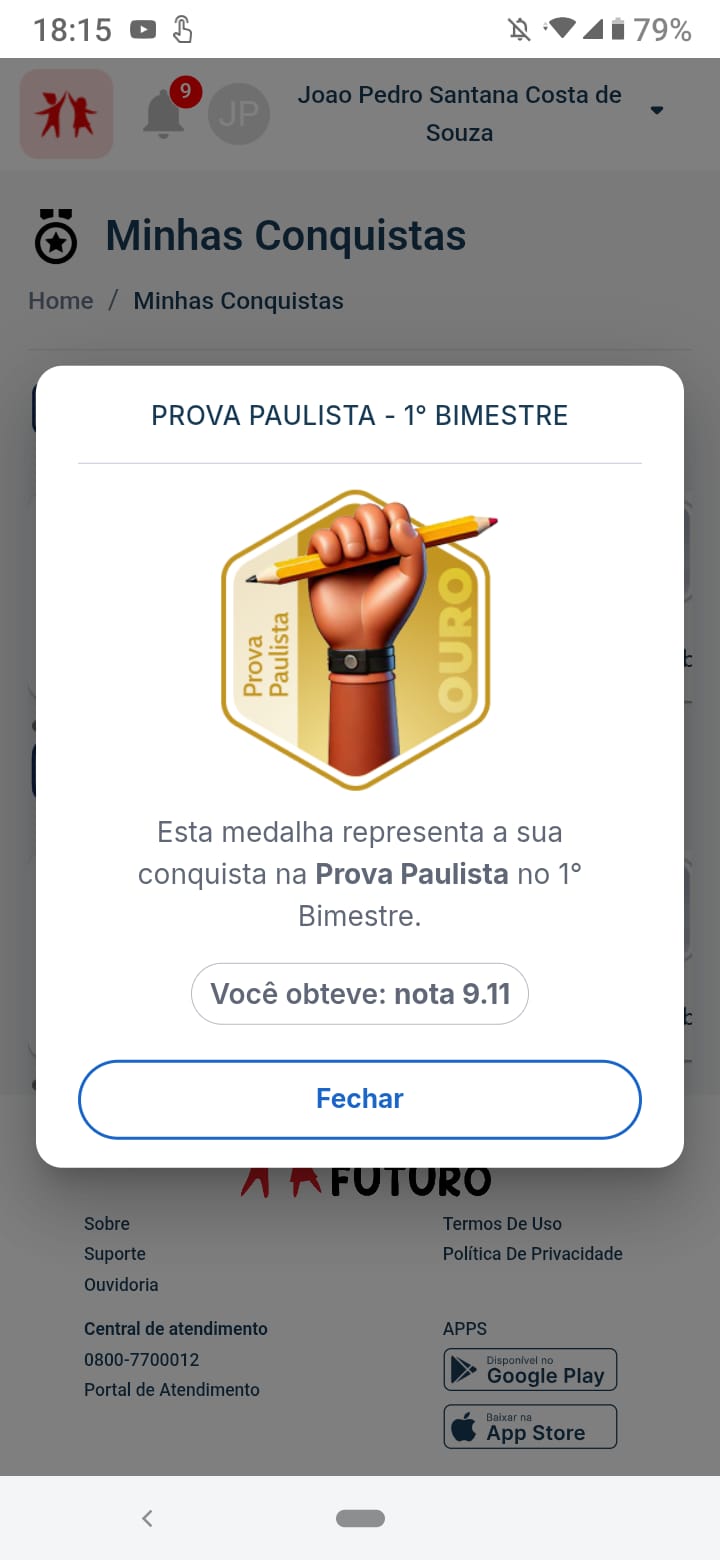 18:15
79%
9
JP
Joao Pedro Santana Costa de
Souza
Minhas Conquistas
Home / Minhas Conquistas
PROVA PAULISTA - 1° BIMESTRE
Prova
Paulista
OURO
Esta medalha representa a sua
conquista na Prova Paulista no 1°
Bimestre.
Você obteve: nota 9.11
Fechar
FUTURO
Sobre
Suporte
Ouvidoria
Termos De Uso
Política De Privacidade
Central de atendimento
0800-7700012
Portal de Atendimento
APPS
Disponível no
Google Play
Baixar na
App Store